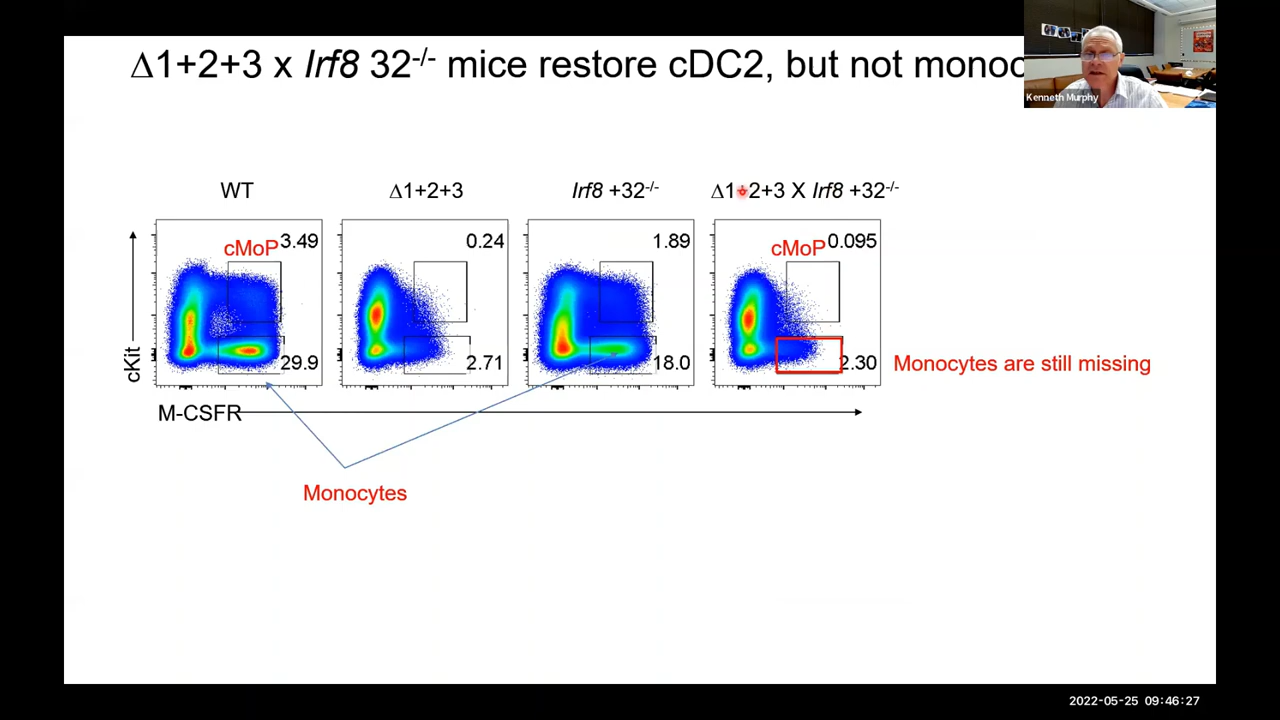 Δ1+2+3 x Irf8 32-/- mice restore cDC2, but not monoc
Kenneth Murphy
WT
Δ1+2+3
Irf8 +32-/-
Δ1+2+3 X Irf8 +32-/-
cMoP 3.49
0.24
1.89
cMoP 0.095
29.9
2.71
18.0
2.30
Monocytes are still missing
cKit
M-CSFR
Monocytes
2022-05-25 09:46:27